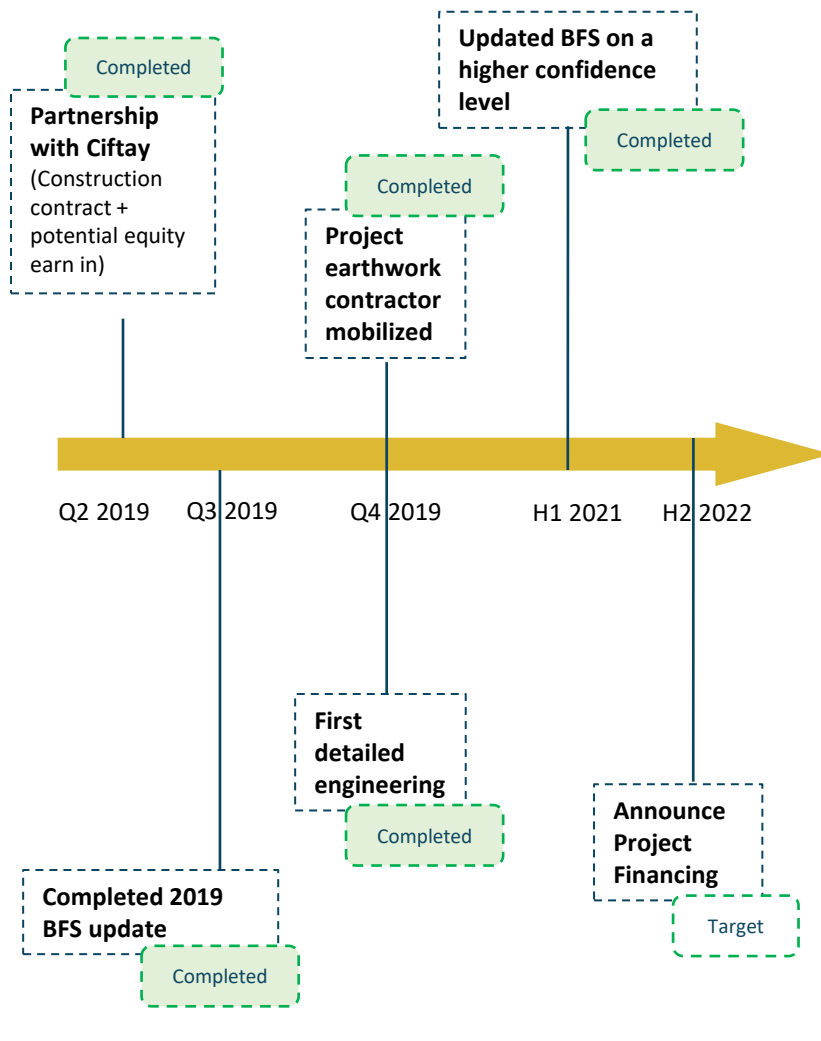 Completed
Partnership
with Ciftay
(Construction
contract +
potential equity
earn in)
Completed
Project
earthwork
contractor
mobilized
Updated BFS on a
higher confidence
level
Completed
Q2 2019
Q3 2019
Q4 2019
H1 2021
H2 2022
Completed 2019
BFS update
Completed
First
detailed
engineering
Completed
Announce
Project
Financing
Target